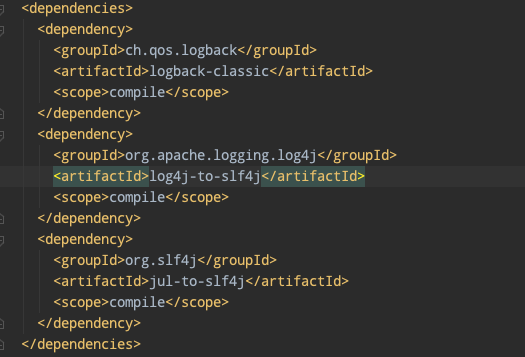 <dependencies>
<dependency>
<groupId>ch.qos.logback</groupId>
<artifactId>logback-classic</artifactId>
<scope>compile</scope>
</dependency>
<dependency>
<groupId>org.apache.logging.log4j</groupId>
<artifactId>log4j-to-slf4j</artifactId>
<scope>compile</scope>
</dependency>
<dependency>
<groupId>org.slf4j</groupId>
<artifactId>jul-to-slf4j</artifactId>
<scope>compile</scope>
</dependency>
</dependencies>